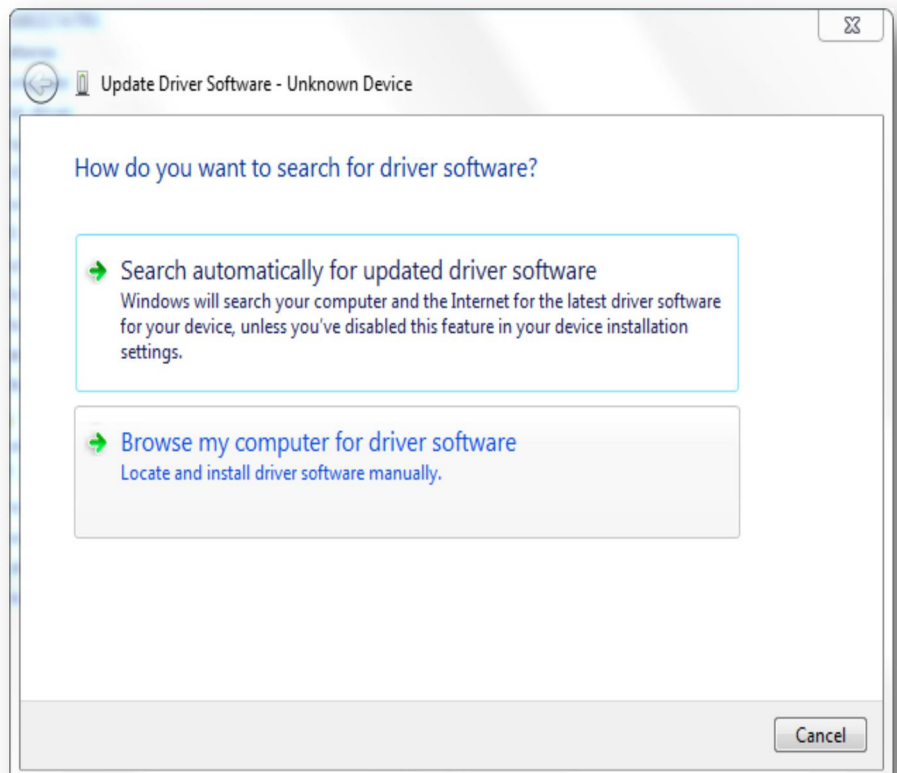 Update Driver Software - Unknown Device
How do you want to search for driver software?
Search automatically for updated driver software
Windows will search your computer and the Internet for the latest driver software
for your device, unless you've disabled this feature in your device installation
settings.
Browse my computer for driver software
Locate and install driver software manually.
Cancel